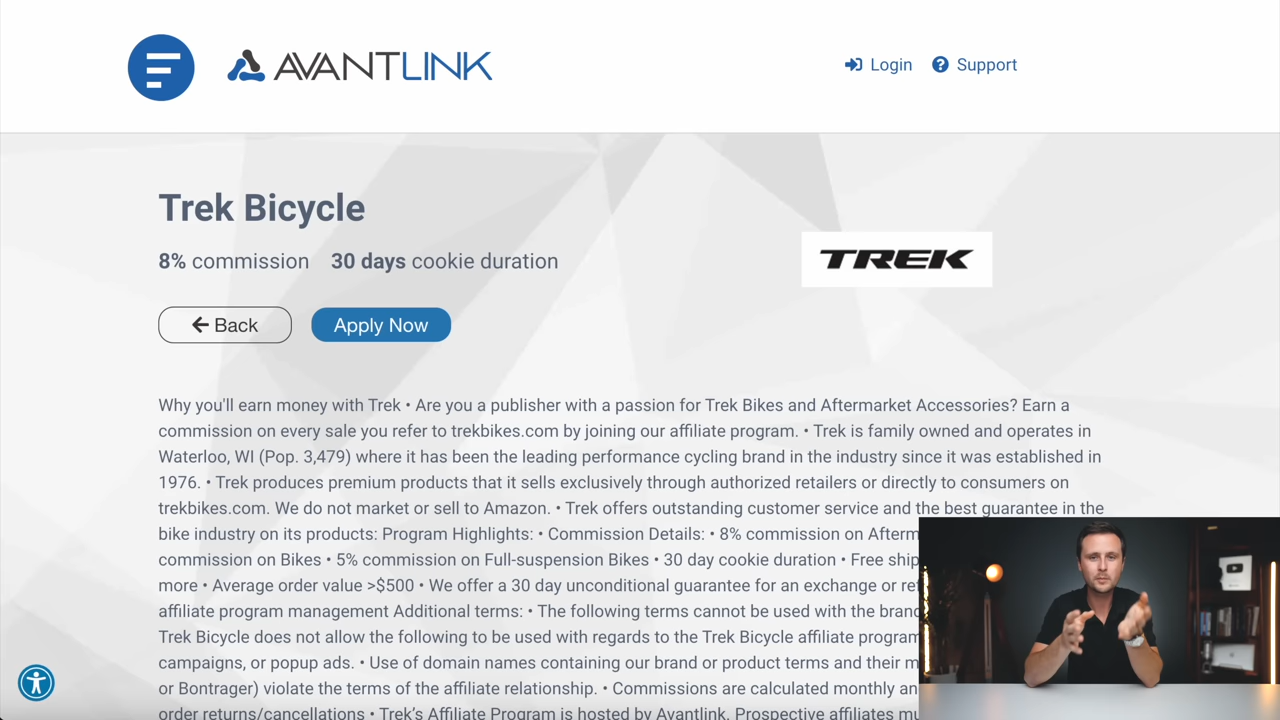 AVANTLINK
Login
Support
Trek Bicycle
8% commission 30 days cookie duration
TREK
Back
Apply Now
Why you'll earn money with Trek • Are you a publisher with a passion for Trek Bikes and Aftermarket Accessories? Earn a
commission on every sale you refer to trekbikes.com by joining our affiliate program. • Trek is family owned and operates in
Waterloo, WI (Pop. 3,479) where it has been the leading performance cycling brand in the industry since it was established in
1976. • Trek produces premium products that it sells exclusively through authorized retailers or directly to consumers on
trekbikes.com. We do not market or sell to Amazon. • Trek offers outstanding customer service and the best guarantee in the
bike industry on its products: Program Highlights: • Commission Details: • 8% commission on Afterm
commission on Bikes • 5% commission on Full-suspension Bikes • 30 day cookie duration • Free ship
more • Average order value >$500 • We offer a 30 day unconditional guarantee for an exchange or ref
affiliate program management Additional terms: • The following terms cannot be used with the brand
Trek Bicycle does not allow the following to be used with regards to the Trek Bicycle affiliate program
campaigns, or popup ads. • Use of domain names containing our brand or product terms and their m
or Bontrager) violate the terms of the affiliate relationship. • Commissions are calculated monthly an
order returns/cancellations • Trek's Affiliate Program is hosted by Avantlink. Prospective affiliates mu